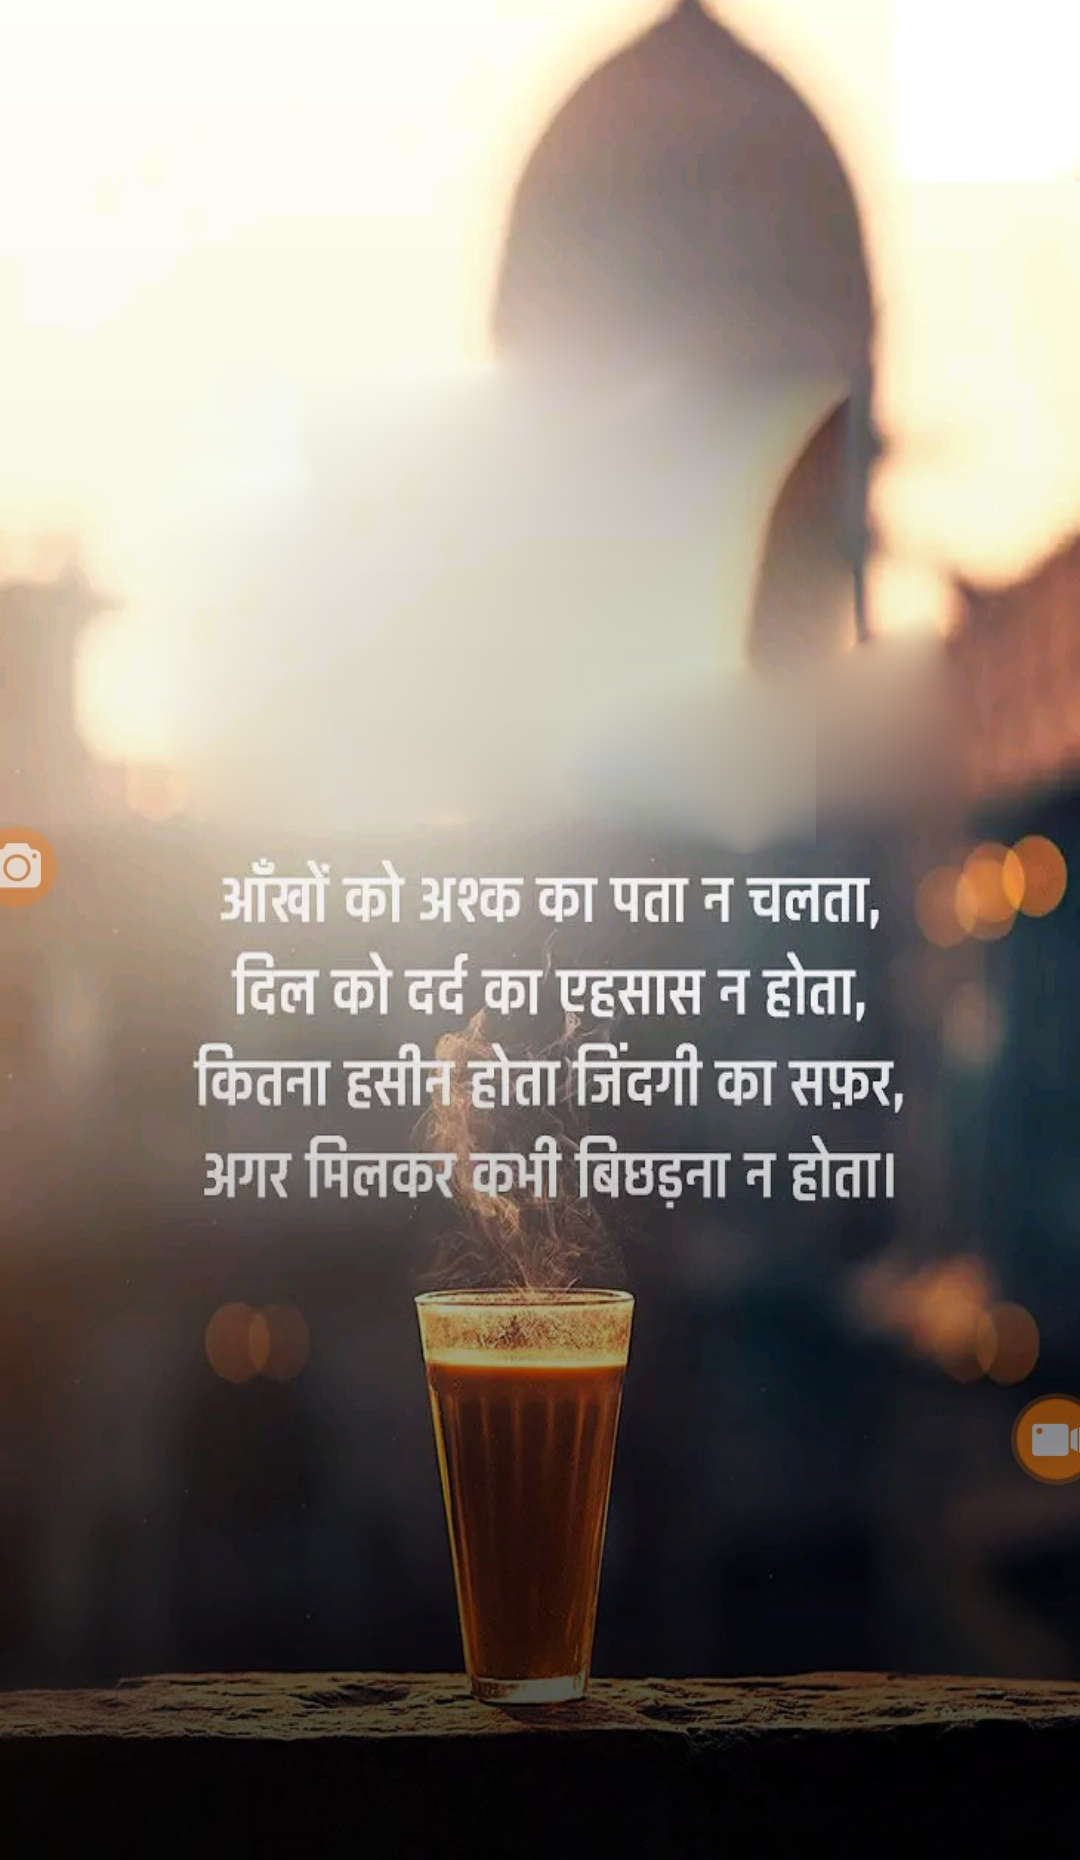 आँखों को अश्क का पता न चलता,
दिल को दर्द का एहसास न होता,
कितना हसीन होता जिंदगी का सफ़र,
अगर मिलकर कभी बिछड़ना न होता।